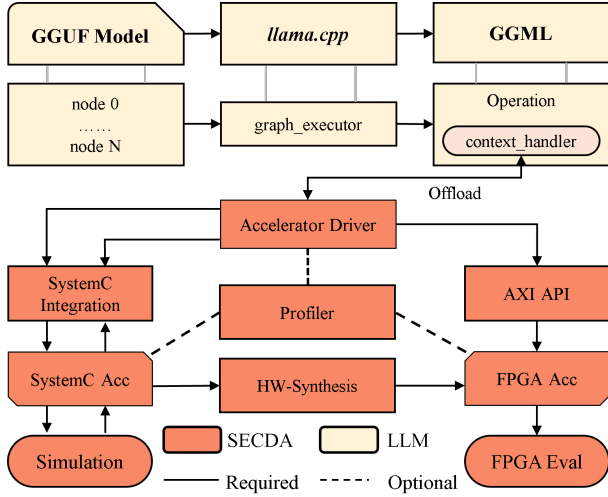 GGUF Model
llama.cpp
GGML
node 0
……
node N
graph_executor
Operation
context_handler
Offload
Accelerator Driver
SystemC
Integration
Profiler
AXI API
SystemC Acc
HW-Synthesis
FPGA Acc
Simulation
SECDA
LLM
FPGA Eval
Required
Optional